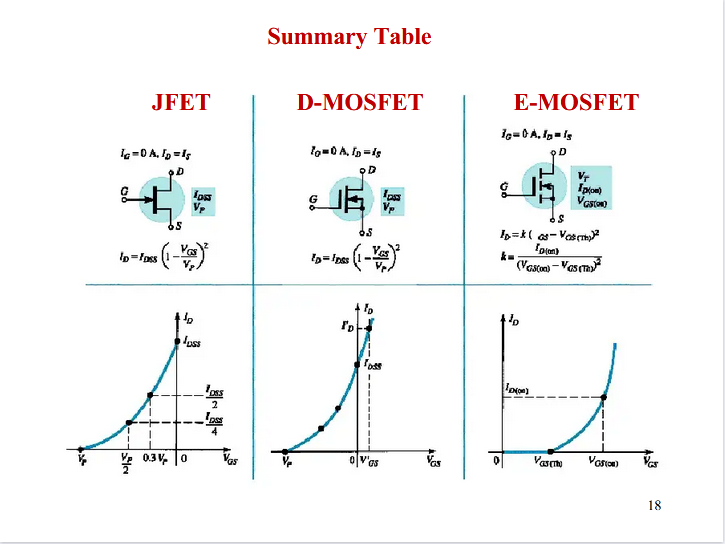 Summary Table
JFET
D-MOSFET
E-MOSFET
I_G = 0 A, I_D = I_S
D
G
S
I_DSS
V_P
I_D = I_DSS (1 - V_GS/V_P)^2
I_G = 0 A, I_D = I_S
D
G
S
I_DSS
V_P
I_D = I_DSS (1 - V_GS/V_P)^2
I_G = 0 A, I_D = I_S
D
G
S
V_T
I_D(on)
V_GS(on)
I_D = k ( _GS - V_GS(Th))^2
k = I_D(on)/(V_GS(on) - V_GS(Th))^2
I_D
I_DSS
I_DSS/2
I_DSS/4
V_P
V_P/2
0.3 V_P
0
V_GS
I_D
I'_D
I_DSS
V_P
0
V'_GS
V_GS
I_D
I_D(on)
0
V_GS(Th)
V_GS(on)
V_GS
18